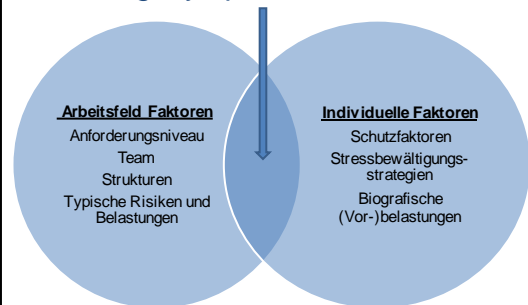 Arbeitsfeld Faktoren
Anforderungsniveau
Team
Strukturen
Typische Risiken und
Belastungen
Individuelle Faktoren
Schutzfaktoren
Stressbewältigungs-
strategien
Biografische
(Vor-)belastungen